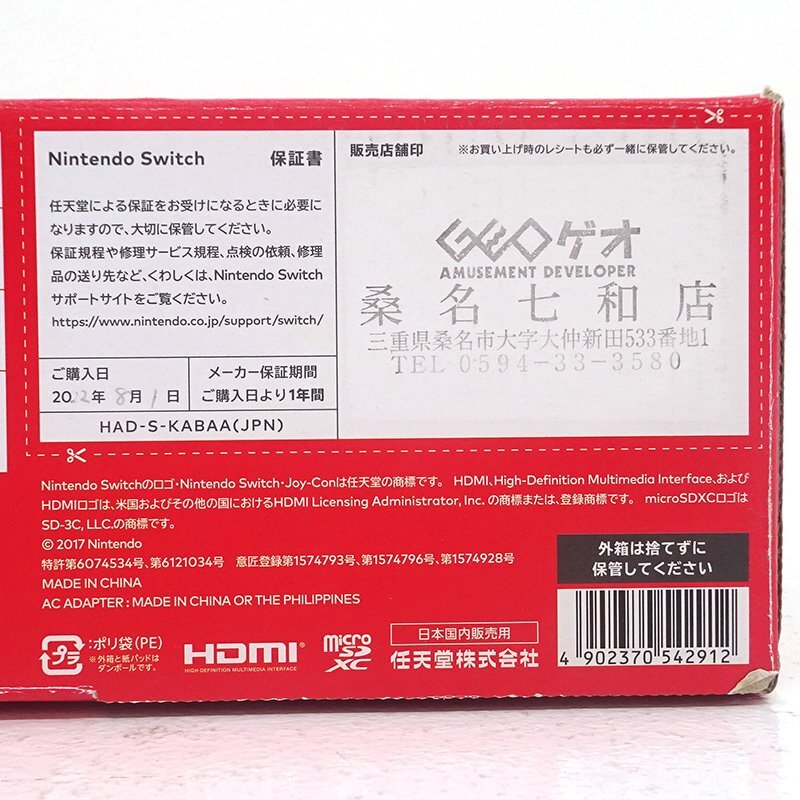 Nintendo Switch 保証書
任天堂による保証をお受けになるときに必要に
なりますので、大切に保管してください。
保証規程や修理サービス規程、点検の依頼、修理
品の送り先など、くわしくは、Nintendo Switch
サポートサイトをご覧ください。
https://www.nintendo.co.jp/support/switch/
ご購入日
2022年8月1日
メーカー保証期間
ご購入日より1年間
HAD-S-KABAA(JPN)
販売店舗印 ※お買い上げ時のレシートも必ず一緒に保管してください。
GEOゲオ
AMUSEMENT DEVELOPER
桑名七和店
三重県桑名市大字大仲新田533番地1
TEL 0594-33-3580
Nintendo Switchのロゴ・Nintendo Switch・Joy-Conは任天堂の商標です。 HDMI、High-Definition Multimedia Interface、および
HDMIロゴは、米国およびその他の国におけるHDMI Licensing Administrator, Inc. の商標または、登録商標です。 microSDXCロゴは
SD-3C, LLC.の商標です。
© 2017 Nintendo
特許第6074534号、第6121034号 意匠登録第1574793号、第1574796号、第1574928号
MADE IN CHINA
AC ADAPTER : MADE IN CHINA OR THE PHILIPPINES
プラ
:ポリ袋(PE)
※外箱と紙パッドは
ダンボールです。
HDMI®
HIGH-DEFINITION MULTIMEDIA INTERFACE
micro
SD
XC
日本国内販売用
任天堂株式会社
外箱は捨てずに
保管してください
4 902370 542912